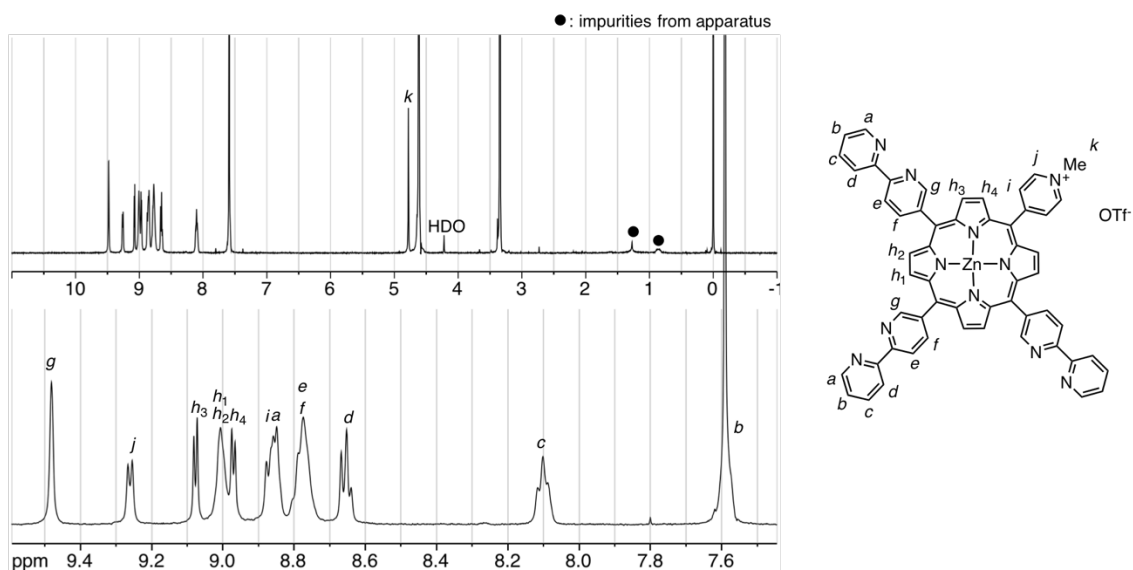 ●: impurities from apparatus
k
HDO
10 9 8 7 6 5 4 3 2 1 0 -1
g
j
h3
h1
h2
h4
i a
e
f
d
c
b
ppm 9.4 9.2 9.0 8.8 8.6 8.4 8.2 8.0 7.8 7.6
a
b
N
c
d
N
e
f
g
h3
h4
i
j
N+
Me
k
OTf-
h2
h1
N
N
Zn
N
N
g
N
f
e
N
d
a
b
c
N
N